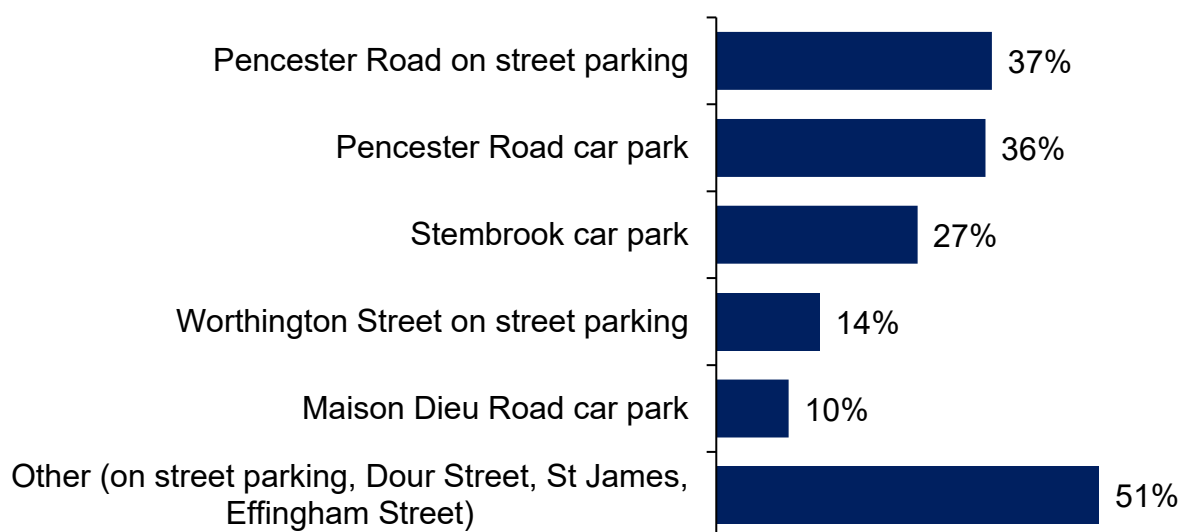 Pencester Road on street parking
37%
Pencester Road car park
36%
Stembrook car park
27%
Worthington Street on street parking
14%
Maison Dieu Road car park
10%
Other (on street parking, Dour Street, St James,
Effingham Street)
51%